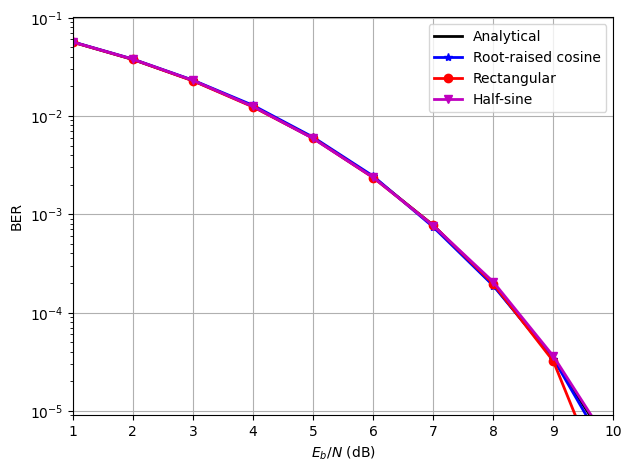 Analytical
Root-raised cosine
Rectangular
Half-sine
10⁻¹
10⁻²
10⁻³
10⁻⁴
10⁻⁵
BER
1 2 3 4 5 6 7 8 9 10
E_b/N (dB)